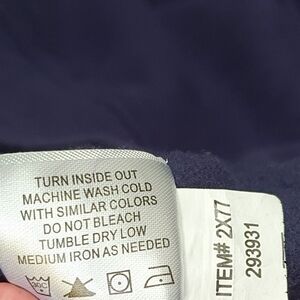 TURN INSIDE OUT
MACHINE WASH COLD
WITH SIMILAR COLORS
DO NOT BLEACH
TUMBLE DRY LOW
MEDIUM IRON AS NEEDED
ITEM# 2X77
293931